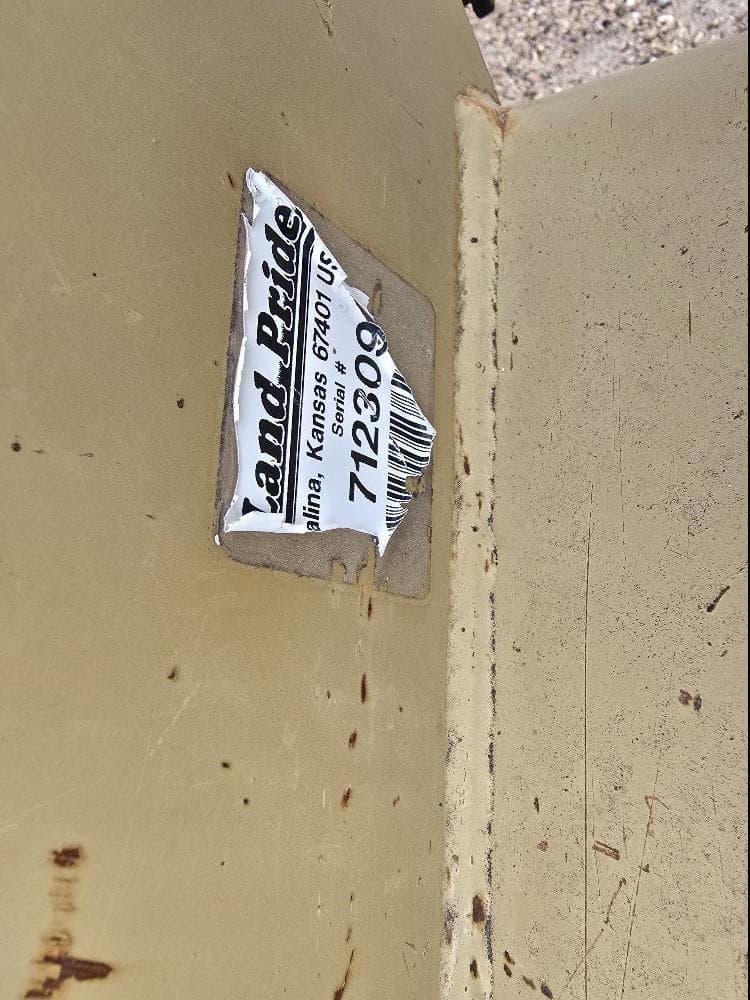 Land Pride
alina, Kansas 67401 US
Serial #
712309